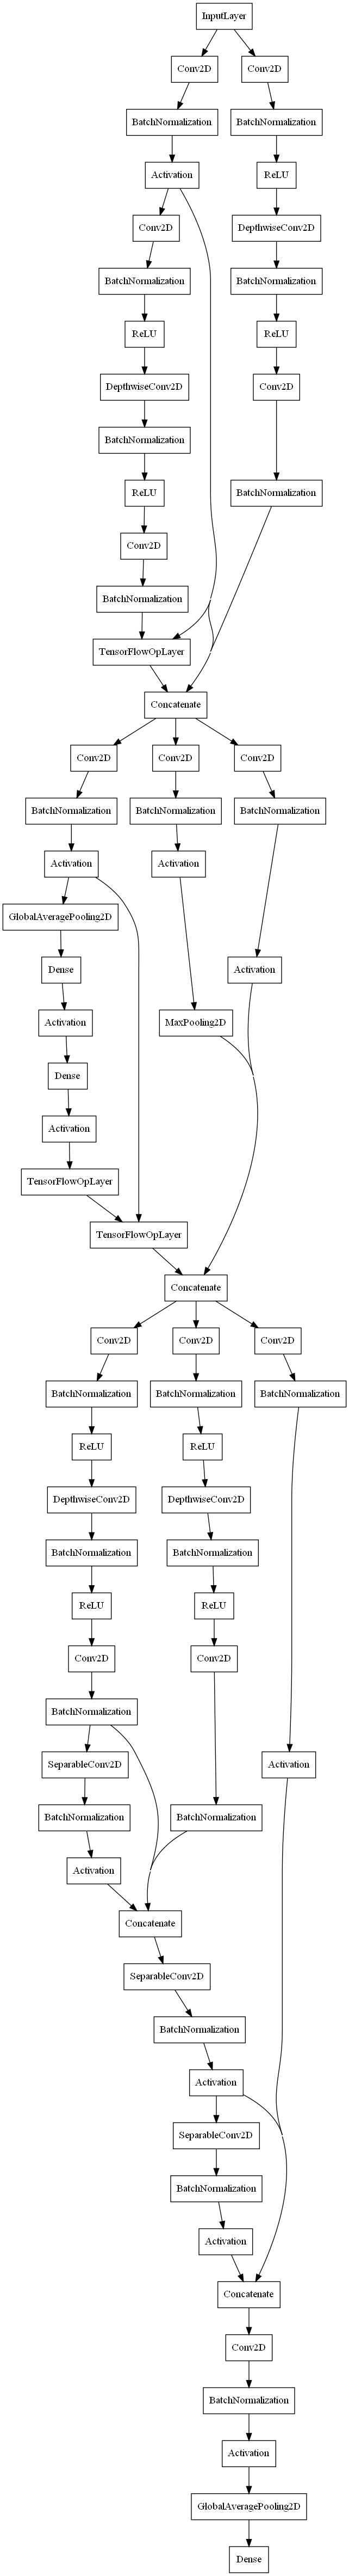 InputLayer
Conv2D
Conv2D
BatchNormalization
BatchNormalization
Activation
ReLU
Conv2D
DepthwiseConv2D
BatchNormalization
BatchNormalization
ReLU
ReLU
DepthwiseConv2D
Conv2D
BatchNormalization
ReLU
BatchNormalization
Conv2D
BatchNormalization
TensorFlowOpLayer
Concatenate
Conv2D
Conv2D
Conv2D
BatchNormalization
BatchNormalization
BatchNormalization
Activation
Activation
GlobalAveragePooling2D
Dense
Activation
Activation
MaxPooling2D
Dense
Activation
TensorFlowOpLayer
TensorFlowOpLayer
Concatenate
Conv2D
Conv2D
Conv2D
BatchNormalization
BatchNormalization
BatchNormalization
ReLU
ReLU
DepthwiseConv2D
DepthwiseConv2D
BatchNormalization
BatchNormalization
ReLU
ReLU
Conv2D
Conv2D
BatchNormalization
SeparableConv2D
Activation
BatchNormalization
BatchNormalization
Activation
Concatenate
SeparableConv2D
BatchNormalization
Activation
SeparableConv2D
BatchNormalization
Activation
Concatenate
Conv2D
BatchNormalization
Activation
GlobalAveragePooling2D
Dense